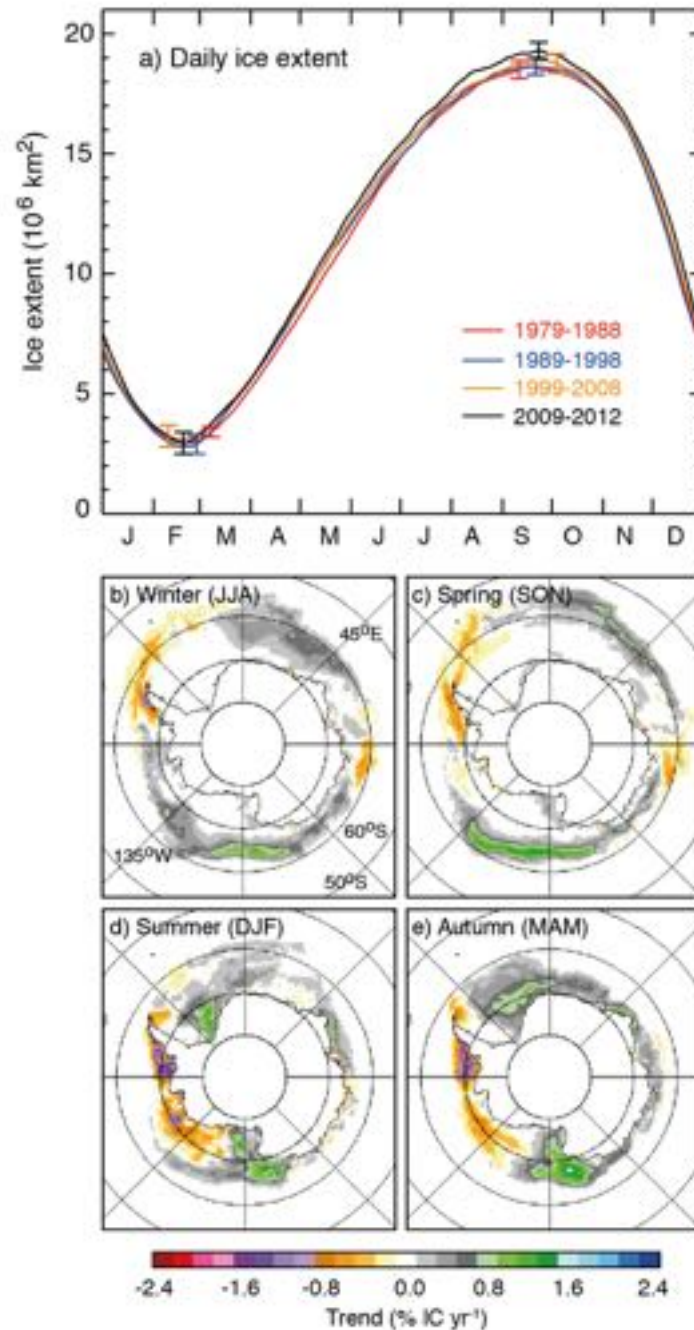 a) Daily ice extent
Ice extent (10⁶ km²)
20
15
10
5
0
1979-1988
1989-1998
1999-2008
2009-2012
J F M A M J J A S O N D
b) Winter (JJA)
45°E
60°S
135°W
50°S
c) Spring (SON)
d) Summer (DJF)
e) Autumn (MAM)
-2.4 -1.6 -0.8 0.0 0.8 1.6 2.4
Trend (% IC yr⁻¹)